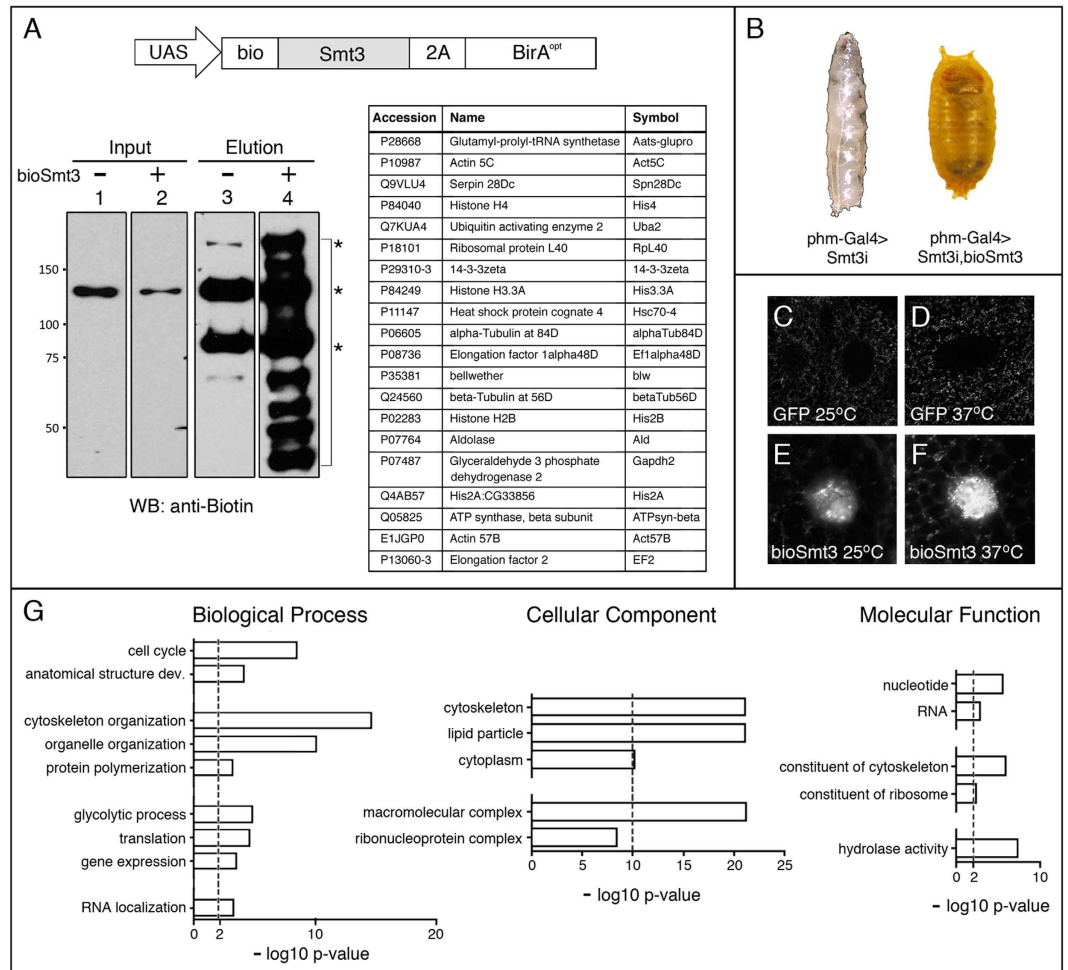 A
UAS bio Smt3 2A BirAopt
Input Elution
bioSmt3 - + - +
1 2 3 4
150
100
75
50
*
*
*
WB: anti-Biotin
Accession Name Symbol
P28668 Glutamyl-prolyl-tRNA synthetase Aats-glupro
P10987 Actin 5C Act5C
Q9VLU4 Serpin 28Dc Spn28Dc
P84040 Histone H4 His4
Q7KUA4 Ubiquitin activating enzyme 2 Uba2
P18101 Ribosomal protein L40 RpL40
P29310-3 14-3-3zeta 14-3-3zeta
P84249 Histone H3.3A His3.3A
P11147 Heat shock protein cognate 4 Hsc70-4
P06605 alpha-Tubulin at 84D alphaTub84D
P08736 Elongation factor 1alpha48D Ef1alpha48D
P35381 bellwether blw
Q24560 beta-Tubulin at 56D betaTub56D
P02283 Histone H2B His2B
P07764 Aldolase Ald
P07487 Glyceraldehyde 3 phosphate Gapdh2
dehydrogenase 2
Q4AB57 His2A:CG33856 His2A
Q05825 ATP synthase, beta subunit ATPsyn-beta
E1JGP0 Actin 57B Act57B
P13060-3 Elongation factor 2 EF2
B
phm-Gal4>
Smt3i
phm-Gal4>
Smt3i,bioSmt3
C
GFP 25°C
D
GFP 37°C
E
bioSmt3 25°C
F
bioSmt3 37°C
G
Biological Process
cell cycle
anatomical structure dev.
cytoskeleton organization
organelle organization
protein polymerization
glycolytic process
translation
gene expression
RNA localization
0 2 10 20
- log10 p-value
Cellular Component
cytoskeleton
lipid particle
cytoplasm
macromolecular complex
ribonucleoprotein complex
0 5 10 15 20 25
- log10 p-value
Molecular Function
nucleotide
RNA
constituent of cytoskeleton
constituent of ribosome
hydrolase activity
0 2 10
- log10 p-value